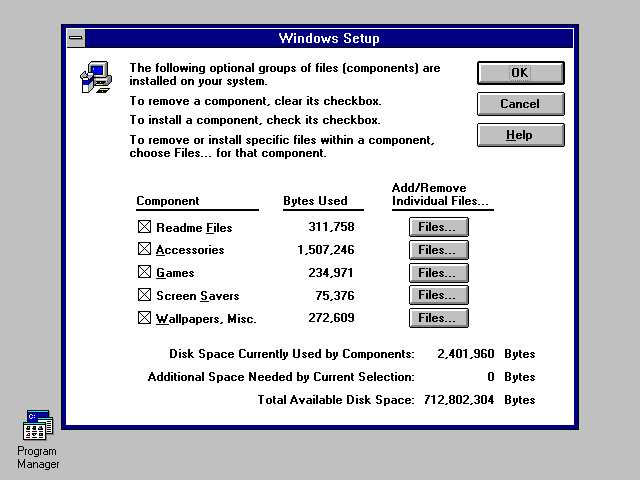 Windows Setup
The following optional groups of files (components) are
installed on your system.
To remove a component, clear its checkbox.
To install a component, check its checkbox.
To remove or install specific files within a component,
choose Files... for that component.
OK
Cancel
Help
Component Bytes Used Add/Remove
Individual Files...
Readme Files 311,758 Files...
Accessories 1,507,246 Files...
Games 234,971 Files...
Screen Savers 75,376 Files...
Wallpapers, Misc. 272,609 Files...
Disk Space Currently Used by Components: 2,401,960 Bytes
Additional Space Needed by Current Selection: 0 Bytes
Total Available Disk Space: 712,802,304 Bytes
C:\
Program
Manager